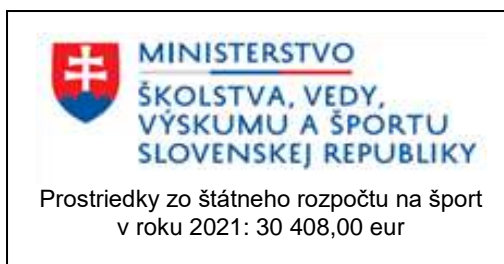 MINISTERSTVO
ŠKOLSTVA, VEDY,
VÝSKUMU A ŠPORTU
SLOVENSKEJ REPUBLIKY
Prostriedky zo štátneho rozpočtu na šport
v roku 2021: 30 408,00 eur